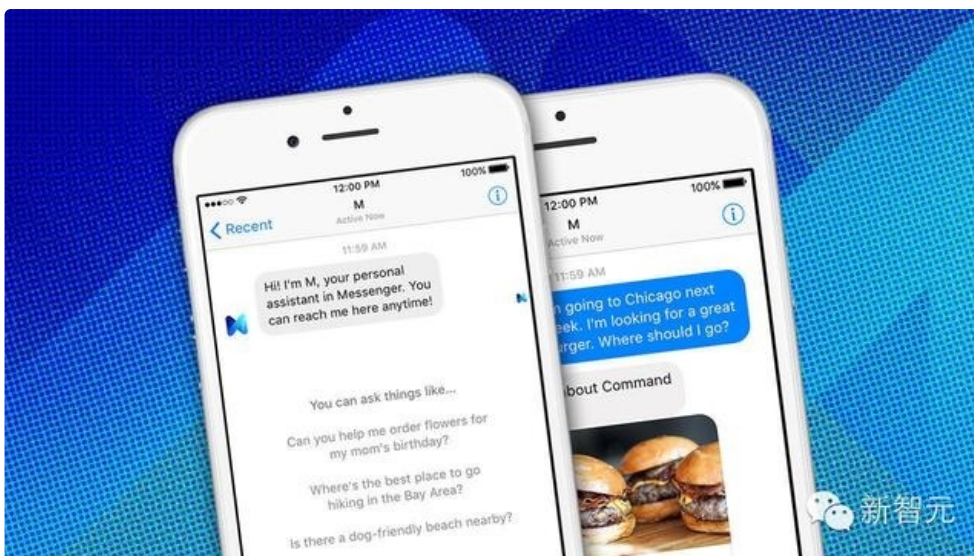 12:00 PM
100%
Recent
M
Active Now
11:59 AM
Hi! I'm M, your personal
assistant in Messenger. You
can reach me here anytime!
You can ask things like...
Can you help me order flowers for
my mom's birthday?
Where's the best place to go
hiking in the Bay Area?
Is there a dog-friendly beach nearby?
12:00 PM
100%
M
Active Now
11:59 AM
going to Chicago next
I'm looking for a great
Where should I go?
about Command
新智元